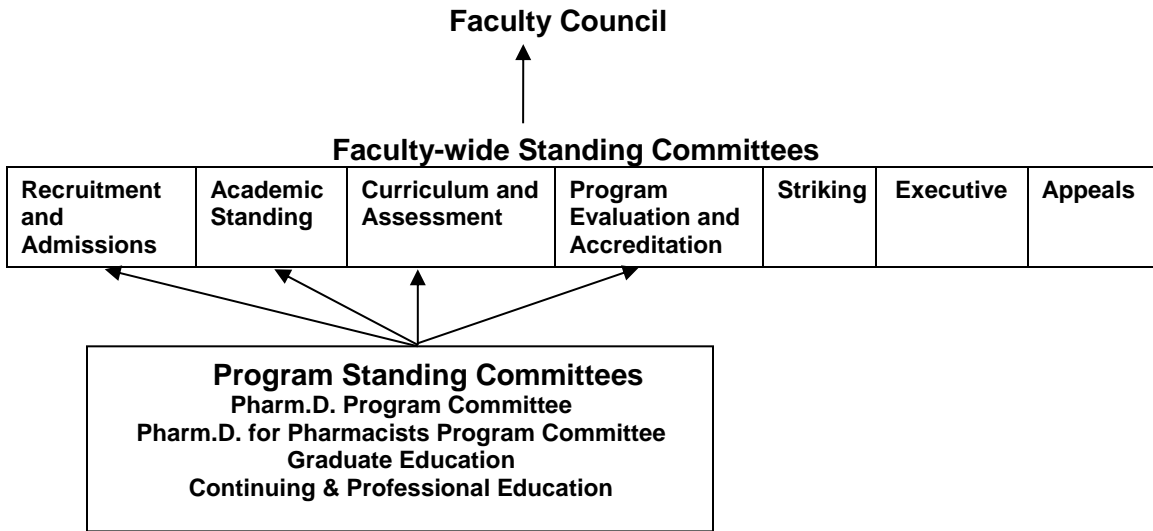 Faculty Council
Faculty-wide Standing Committees
Recruitment
and
Admissions
Academic
Standing
Curriculum and
Assessment
Program
Evaluation and
Accreditation
Striking
Executive
Appeals
Program Standing Committees
Pharm.D. Program Committee
Pharm.D. for Pharmacists Program Committee
Graduate Education
Continuing & Professional Education